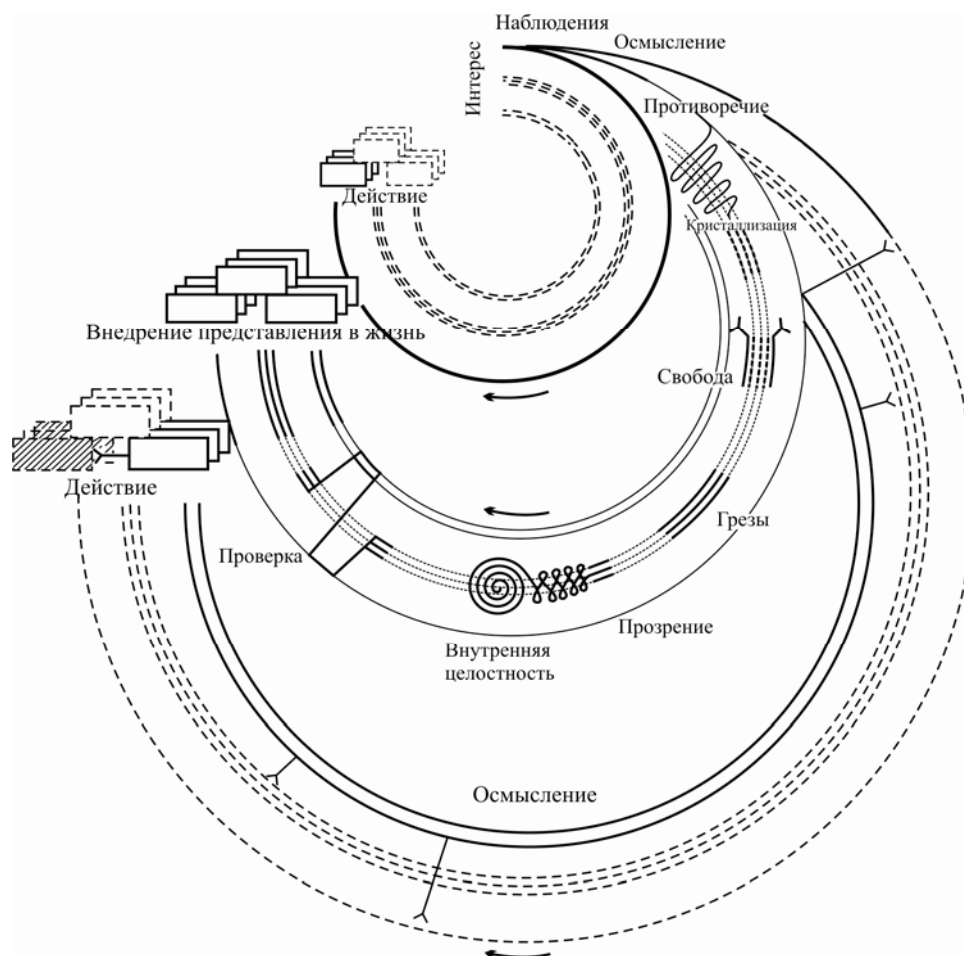 Наблюдения
Осмысление
Интерес
Противоречие
Действие
Кристаллизация
Внедрение представления в жизнь
Свобода
Действие
Грезы
Проверка
Прозрение
Внутренняя
целостность
Осмысление